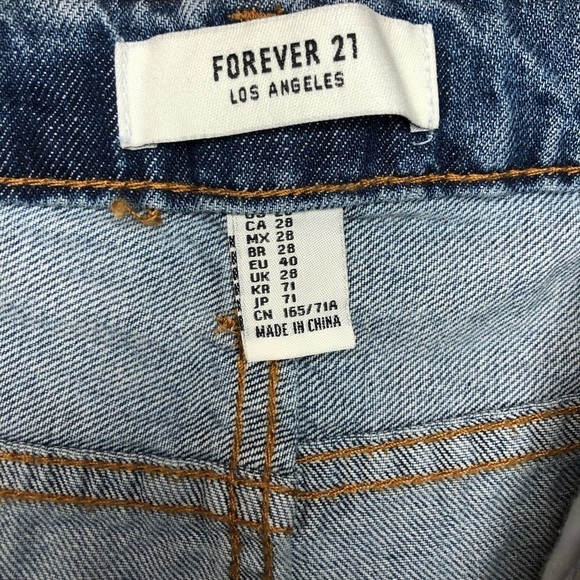 FOREVER 21
LOS ANGELES
CA 28
MX 28
BR 28
EU 40
UK 28
KR 71
JP 71
CN 165/71A
MADE IN CHINA